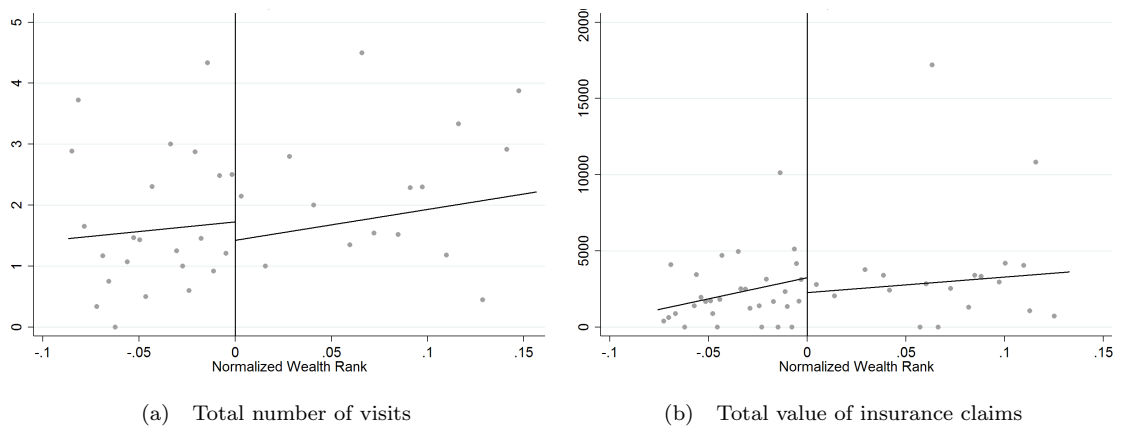 5
4
3
2
1
0
-.1 -.05 0 .05 .1 .15
Normalized Wealth Rank
(a) Total number of visits
20000
15000
10000
5000
0
-.1 -.05 0 .05 .1 .15
Normalized Wealth Rank
(b) Total value of insurance claims